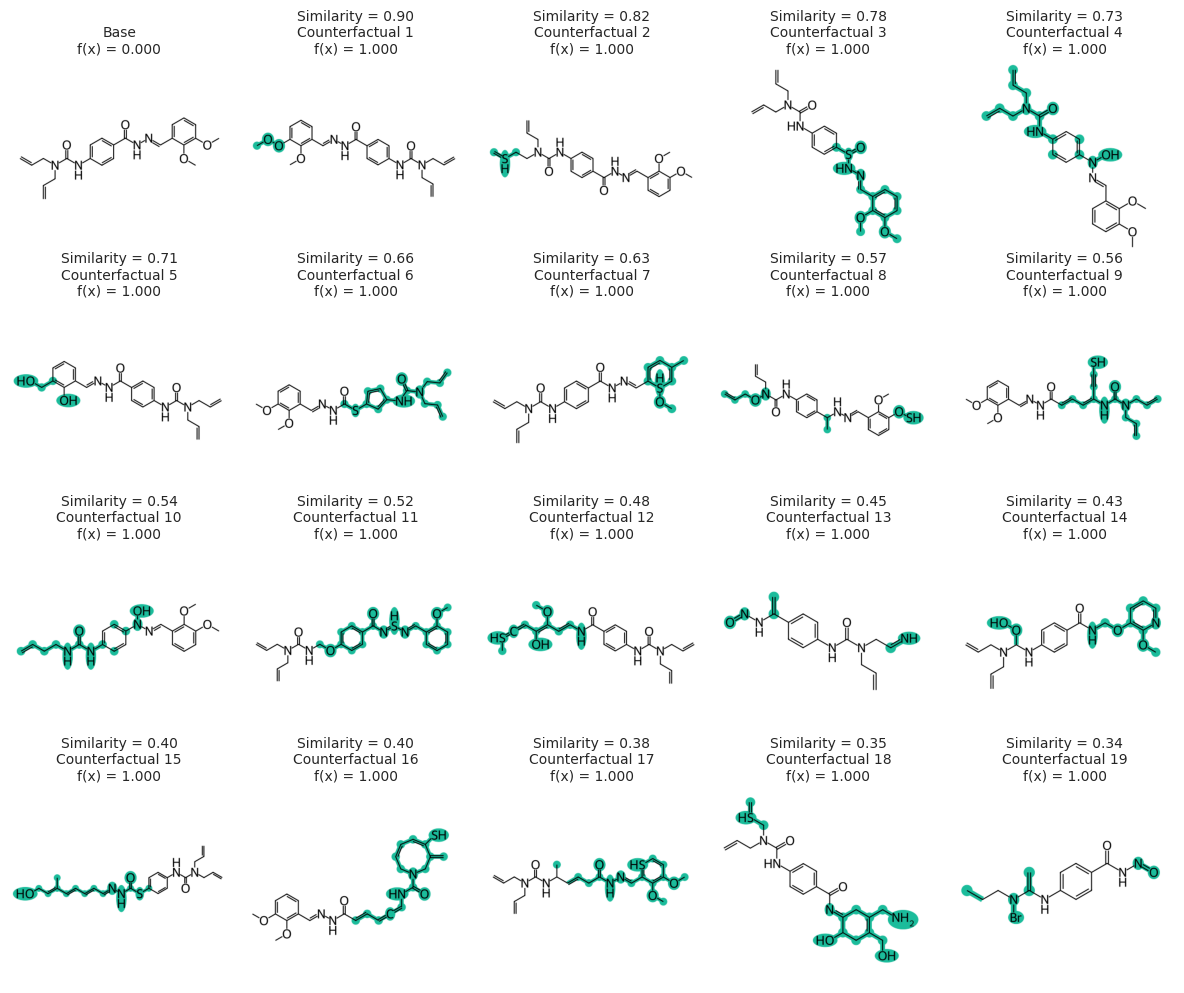 Base
f(x) = 0.000
Similarity = 0.90
Counterfactual 1
f(x) = 1.000
Similarity = 0.82
Counterfactual 2
f(x) = 1.000
Similarity = 0.78
Counterfactual 3
f(x) = 1.000
Similarity = 0.73
Counterfactual 4
f(x) = 1.000
Similarity = 0.71
Counterfactual 5
f(x) = 1.000
Similarity = 0.66
Counterfactual 6
f(x) = 1.000
Similarity = 0.63
Counterfactual 7
f(x) = 1.000
Similarity = 0.57
Counterfactual 8
f(x) = 1.000
Similarity = 0.56
Counterfactual 9
f(x) = 1.000
Similarity = 0.54
Counterfactual 10
f(x) = 1.000
Similarity = 0.52
Counterfactual 11
f(x) = 1.000
Similarity = 0.48
Counterfactual 12
f(x) = 1.000
Similarity = 0.45
Counterfactual 13
f(x) = 1.000
Similarity = 0.43
Counterfactual 14
f(x) = 1.000
Similarity = 0.40
Counterfactual 15
f(x) = 1.000
Similarity = 0.40
Counterfactual 16
f(x) = 1.000
Similarity = 0.38
Counterfactual 17
f(x) = 1.000
Similarity = 0.35
Counterfactual 18
f(x) = 1.000
Similarity = 0.34
Counterfactual 19
f(x) = 1.000